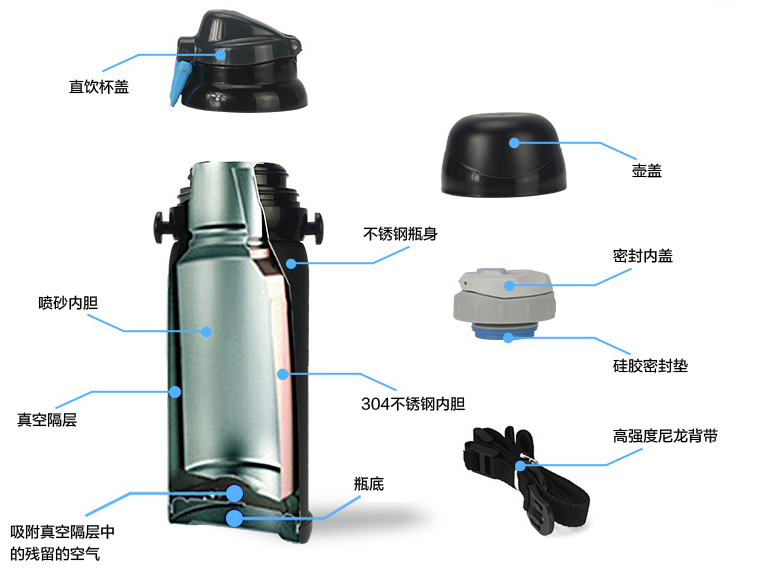 直饮杯盖
壶盖
不锈钢瓶身
密封内盖
喷砂内胆
硅胶密封垫
304不锈钢内胆
真空隔层
高强度尼龙背带
瓶底
吸附真空隔层中
的残留的空气